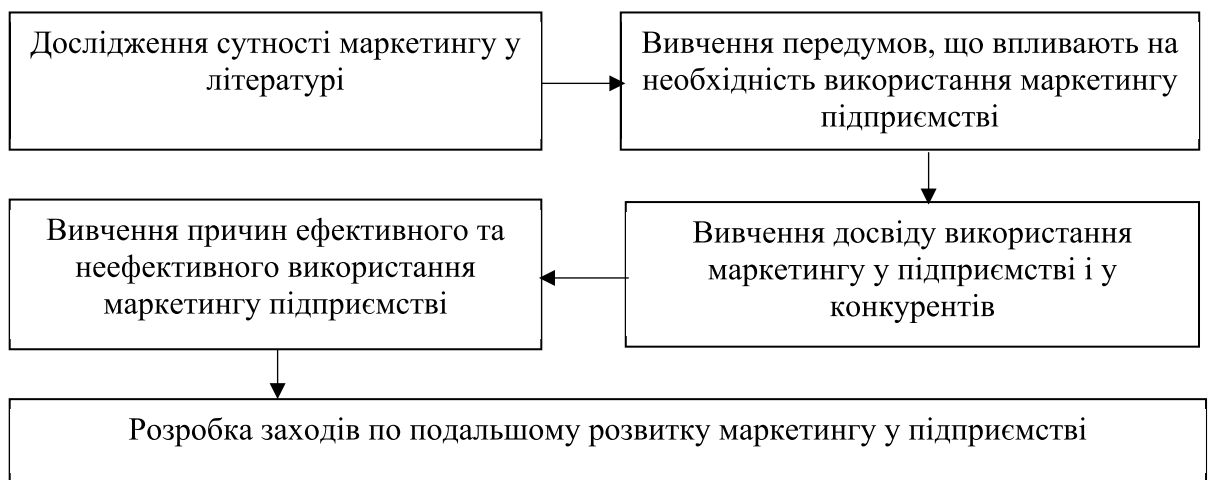 Дослідження сутності маркетингу у
літературі
Вивчення передумов, що впливають на
необхідність використання маркетингу
підприємстві
Вивчення досвіду використання
маркетингу у підприємстві і у
конкурентів
Вивчення причин ефективного та
неефективного використання
маркетингу підприємстві
Розробка заходів по подальшому розвитку маркетингу у підприємстві